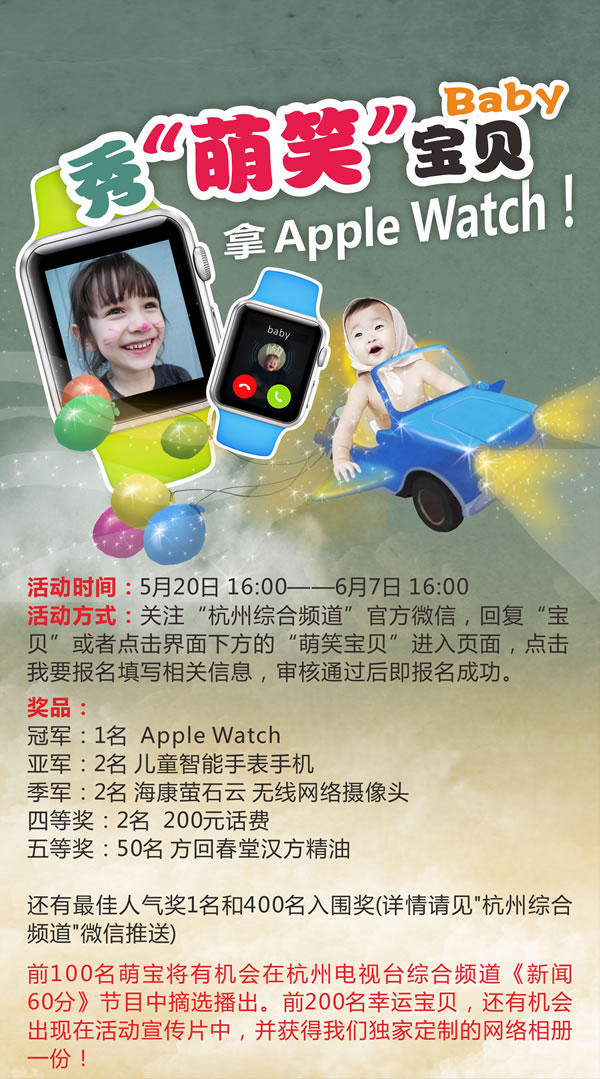 Baby
秀“萌笑”宝贝
拿 Apple Watch！
baby
活动时间：5月20日 16:00——6月7日 16:00
活动方式：关注“杭州综合频道”官方微信，回复“宝
贝”或者点击界面下方的“萌笑宝贝”进入页面，点击
我要报名填写相关信息，审核通过后即报名成功。
奖品：
冠军：1名 Apple Watch
亚军：2名 儿童智能手表手机
季军：2名 海康萤石云 无线网络摄像头
四等奖：2名 200元话费
五等奖：50名 方回春堂汉方精油
还有最佳人气奖1名和400名入围奖(详情请见"杭州综合
频道"微信推送)
前100名萌宝将有机会在杭州电视台综合频道《新闻
60分》节目中摘选播出。前200名幸运宝贝，还有机会
出现在活动宣传片中，并获得我们独家定制的网络相册
一份！